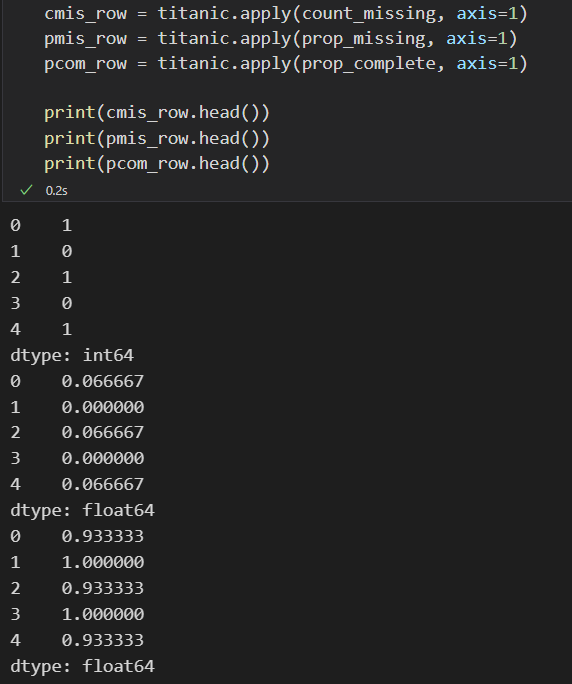 cmis_row = titanic.apply(count_missing, axis=1)
pmis_row = titanic.apply(prop_missing, axis=1)
pcom_row = titanic.apply(prop_complete, axis=1)
print(cmis_row.head())
print(pmis_row.head())
print(pcom_row.head())
0.2s
0    1
1    0
2    1
3    0
4    1
dtype: int64
0    0.066667
1    0.000000
2    0.066667
3    0.000000
4    0.066667
dtype: float64
0    0.933333
1    1.000000
2    0.933333
3    1.000000
4    0.933333
dtype: float64